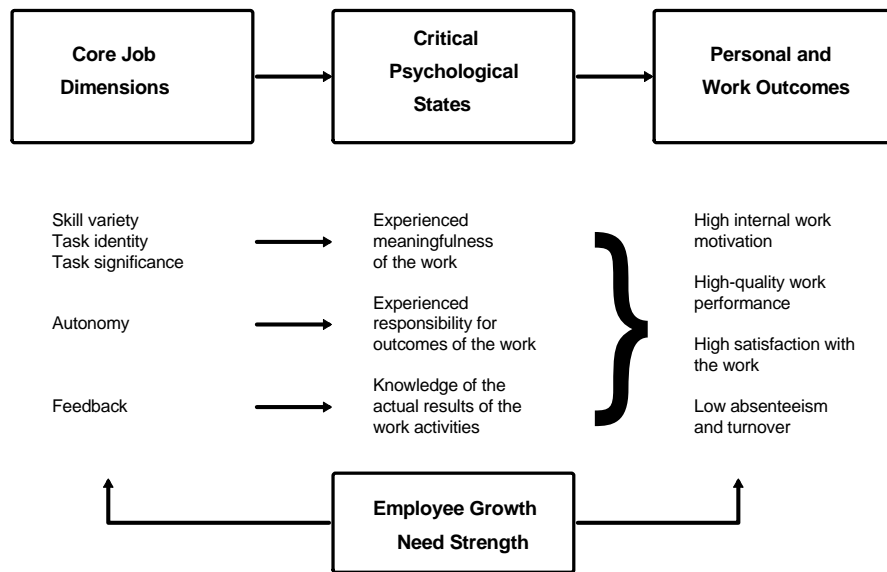 Core Job
Dimensions
Critical
Psychological
States
Personal and
Work Outcomes
Skill variety
Task identity
Task significance
Experienced
meaningfulness
of the work
High internal work
motivation
High-quality work
performance
Autonomy
Experienced
responsibility for
outcomes of the work
High satisfaction with
the work
Feedback
Knowledge of the
actual results of the
work activities
Low absenteeism
and turnover
Employee Growth
Need Strength